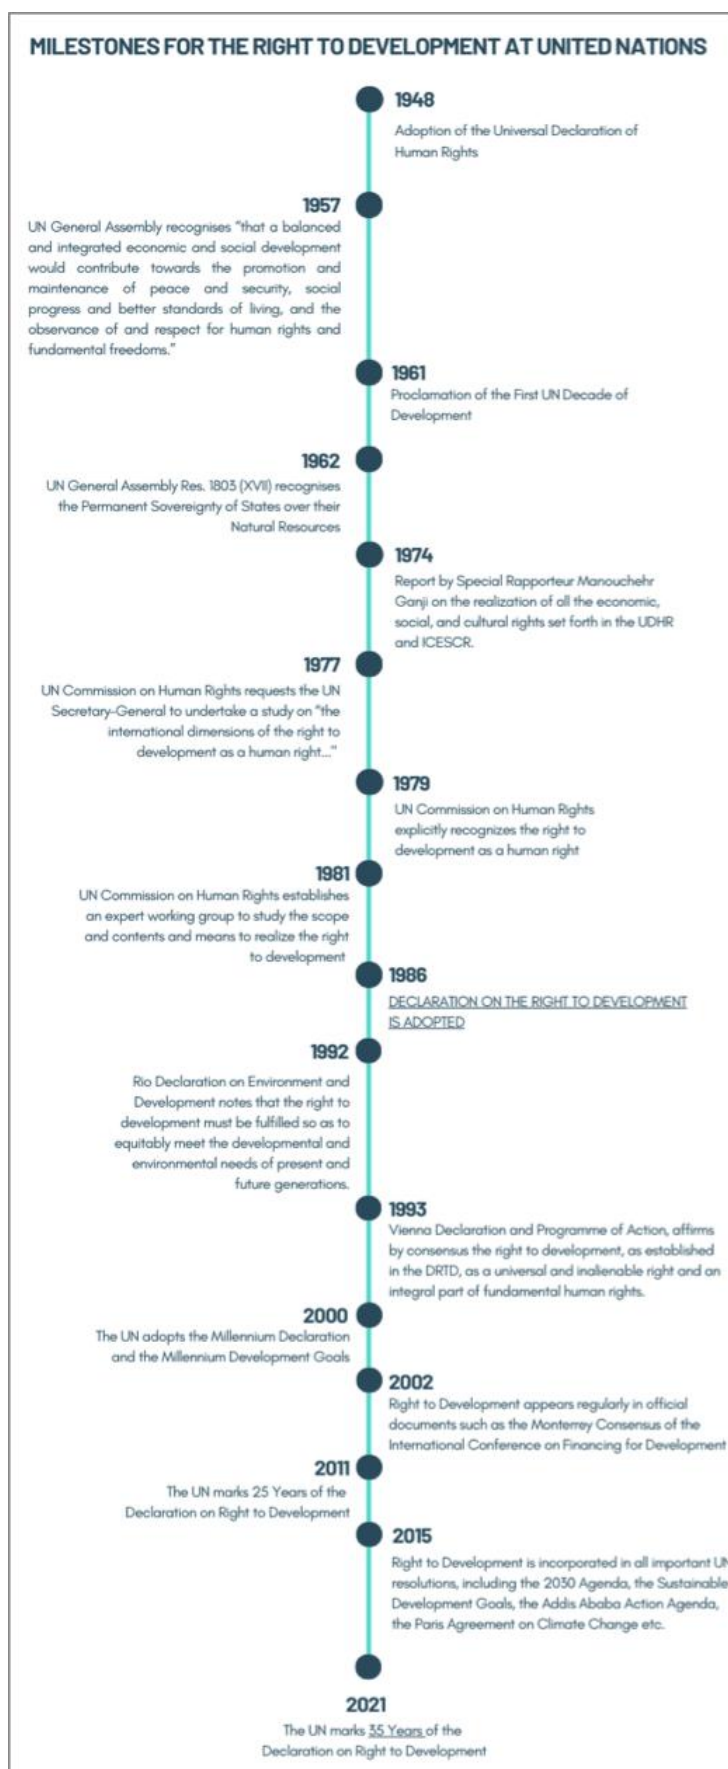 MILESTONES FOR THE RIGHT TO DEVELOPMENT AT UNITED NATIONS
1948
Adoption of the Universal Declaration of
Human Rights
1957
UN General Assembly recognises "that a balanced
and integrated economic and social development
would contribute towards the promotion and
maintenance of peace and security, social
progress and better standards of living, and the
observance of and respect for human rights and
fundamental freedoms."
1961
Proclamation of the First UN Decade of
Development
1962
UN General Assembly Res. 1803 (XVII) recognises
the Permanent Sovereignty of States over their
Natural Resources
1974
Report by Special Rapporteur Manouchehr
Ganji on the realization of all the economic,
social, and cultural rights set forth in the UDHR
and ICESCR.
1977
UN Commission on Human Rights requests the UN
Secretary-General to undertake a study on "the
international dimensions of the right to
development as a human right..."
1979
UN Commission on Human Rights
explicitly recognizes the right to
development as a human right
1981
UN Commission on Human Rights establishes
an expert working group to study the scope
and contents and means to realize the right
to development
1986
DECLARATION ON THE RIGHT TO DEVELOPMENT
IS ADOPTED
1992
Rio Declaration on Environment and
Development notes that the right to
development must be fulfilled so as to
equitably meet the developmental and
environmental needs of present and
future generations.
1993
Vienna Declaration and Programme of Action, affirms
by consensus the right to development, as established
in the DRTD, as a universal and inalienable right and an
integral part of fundamental human rights.
2000
The UN adopts the Millennium Declaration
and the Millennium Development Goals
2002
Right to Development appears regularly in official
documents such as the Monterrey Consensus of the
International Conference on Financing for Development
2011
The UN marks 25 Years of the
Declaration on Right to Development
2015
Right to Development is incorporated in all important UN
resolutions, including the 2030 Agenda, the Sustainable
Development Goals, the Addis Ababa Action Agenda,
the Paris Agreement on Climate Change etc.
2021
The UN marks 35 Years of the
Declaration on Right to Development